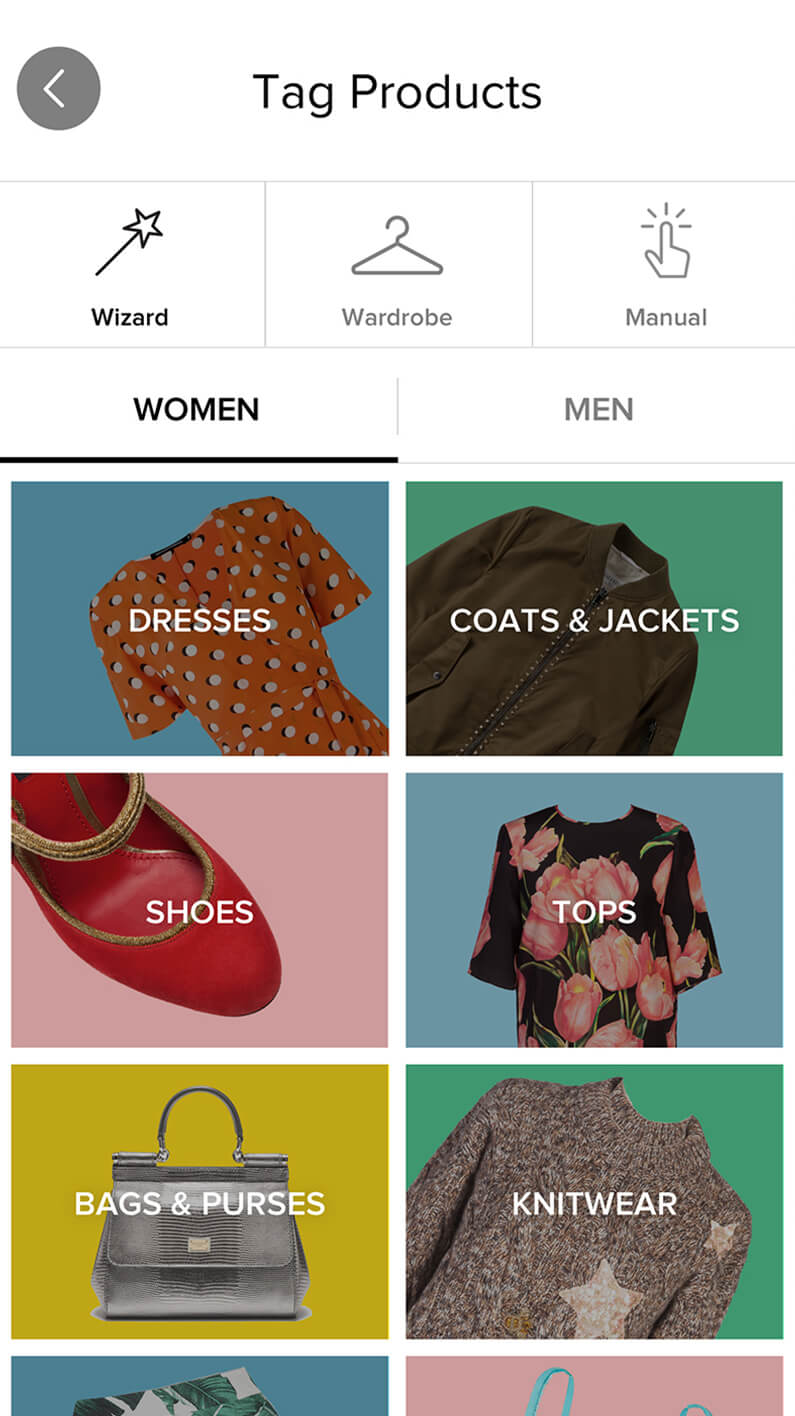 Tag Products
Wizard
Wardrobe
Manual
WOMEN
MEN
DRESSES
COATS & JACKETS
SHOES
TOPS
BAGS & PURSES
KNITWEAR